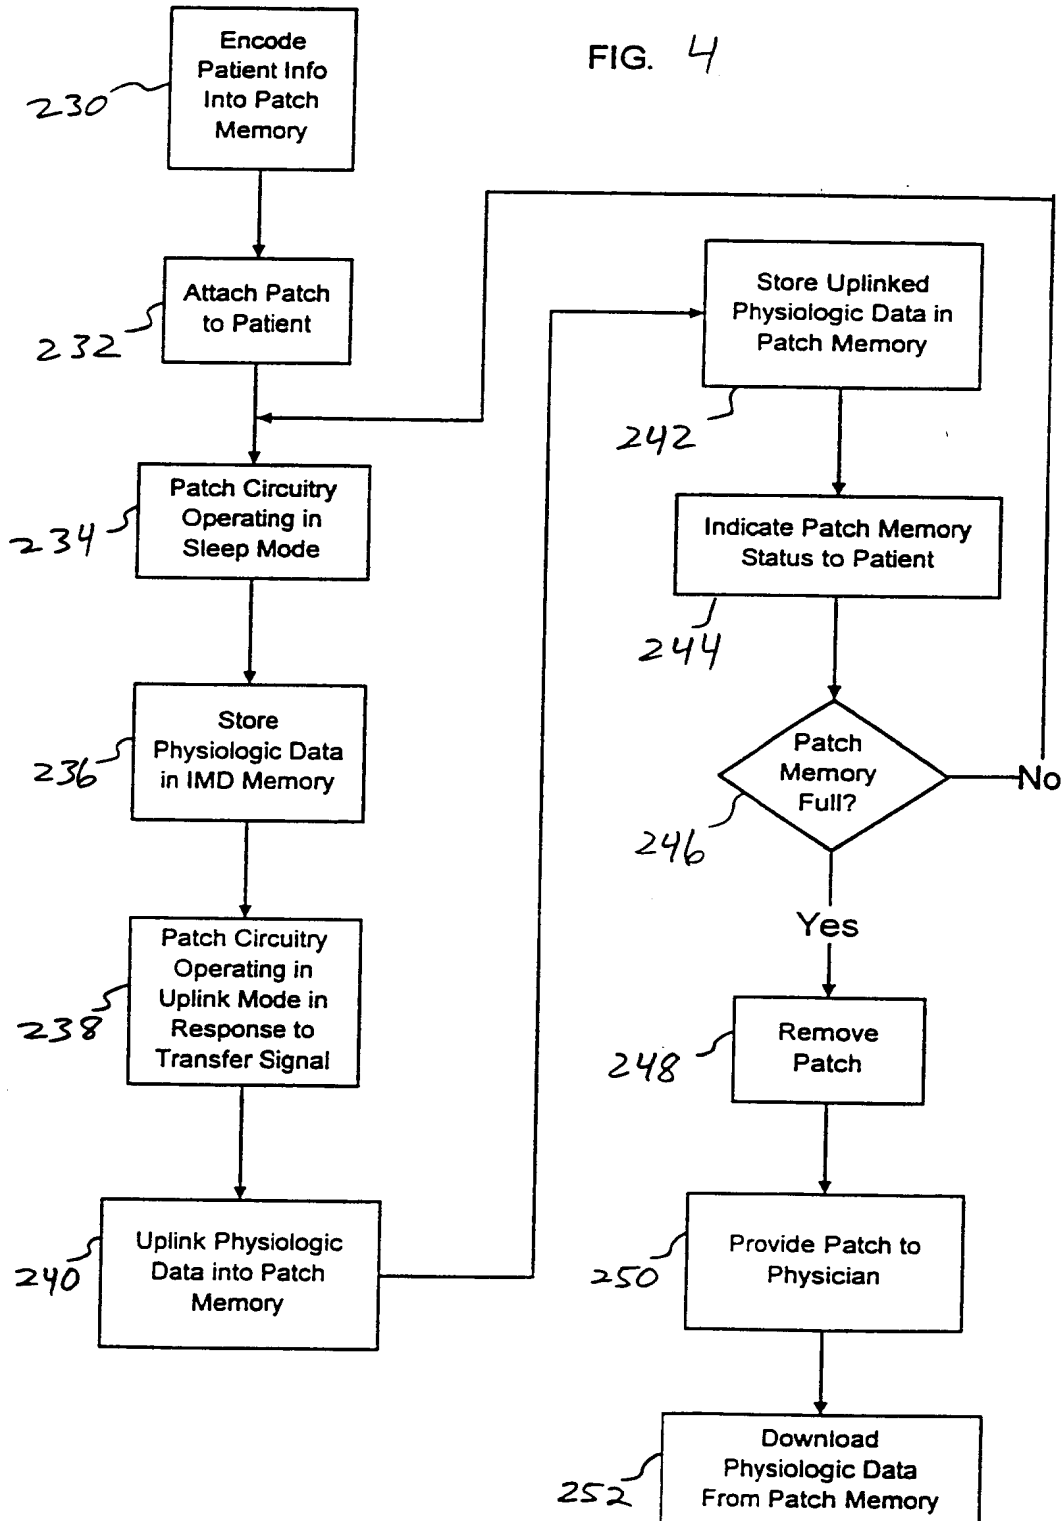 FIG. 4
230
Encode
Patient Info
Into Patch
Memory
232
Attach Patch
to Patient
234
Patch Circuitry
Operating in
Sleep Mode
236
Store
Physiologic Data
in IMD Memory
238
Patch Circuitry
Operating in
Uplink Mode in
Response to
Transfer Signal
240
Uplink Physiologic
Data into Patch
Memory
Store Uplinked
Physiologic Data in
Patch Memory
242
Indicate Patch Memory
Status to Patient
244
Patch
Memory
Full?
No
246
Yes
248
Remove
Patch
250
Provide Patch to
Physician
252
Download
Physiologic Data
From Patch Memory